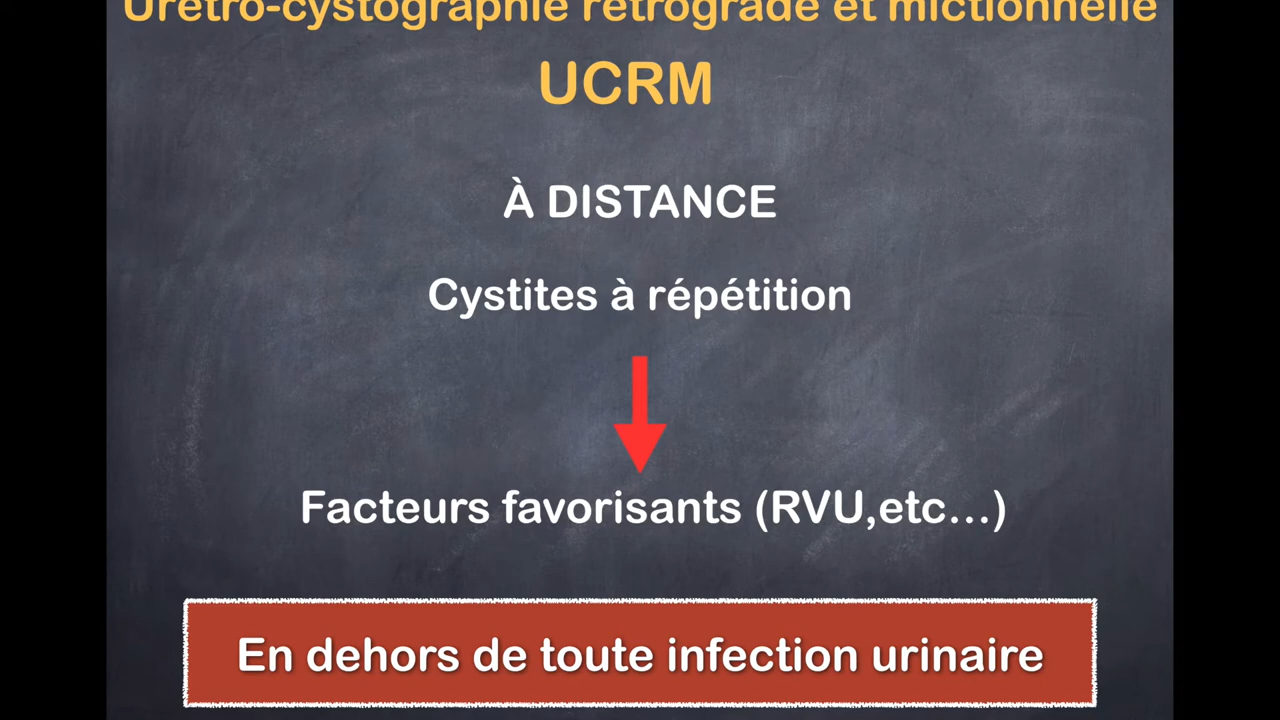 Urétro-cystographie rétrograde et mictionnelle
UCRM
À DISTANCE
Cystites à répétition
Facteurs favorisants (RVU,etc...)
En dehors de toute infection urinaire